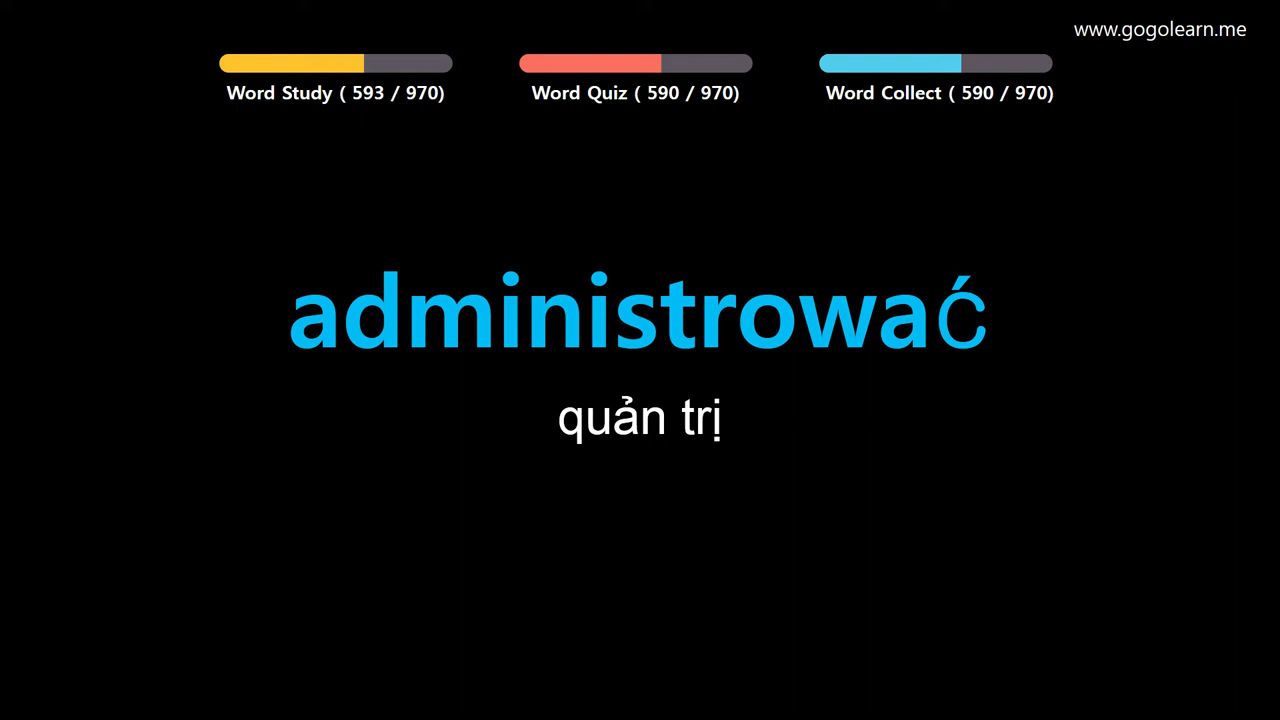 www.gogolearn.me
Word Study ( 593 / 970)
Word Quiz ( 590 / 970)
Word Collect ( 590 / 970)
administrować
quản trị